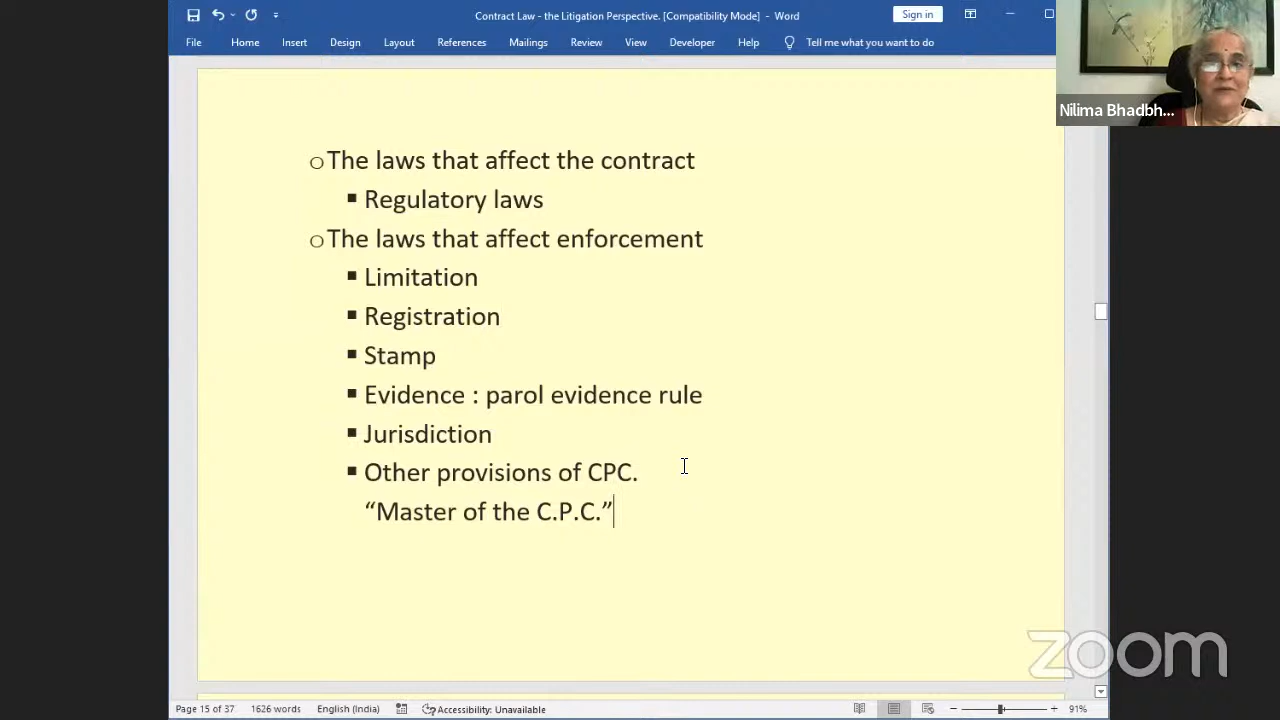 Contract Law - the Litigation Perspective. [Compatibility Mode] - Word
Sign in
File Home Insert Design Layout References Mailings Review View Developer Help Tell me what you want to do
Nilima Bhadbh...
The laws that affect the contract
Regulatory laws
The laws that affect enforcement
Limitation
Registration
Stamp
Evidence : parol evidence rule
Jurisdiction
Other provisions of CPC.
“Master of the C.P.C.”
zoom
Page 15 of 37 1626 words English (India) Accessibility: Unavailable 91%